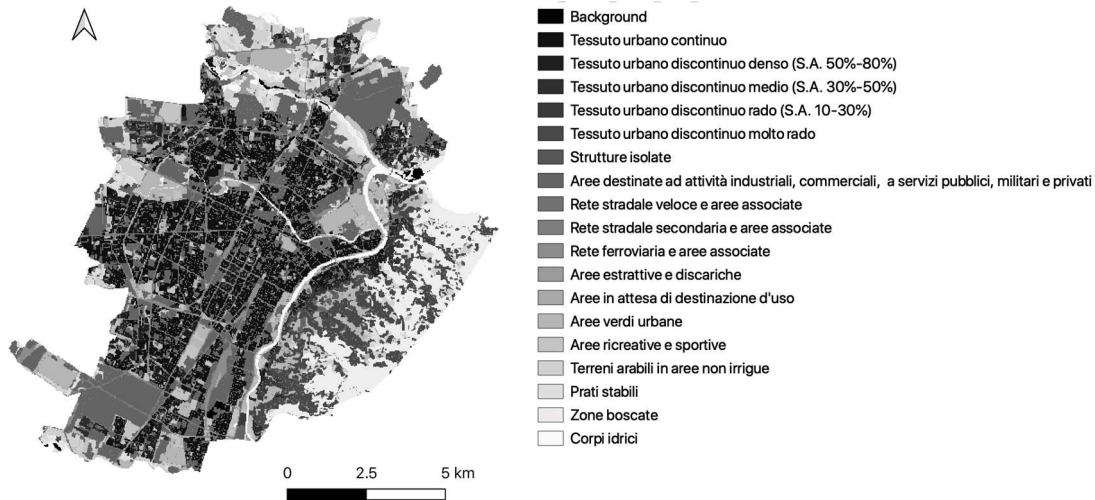 Background
Tessuto urbano continuo
Tessuto urbano discontinuo denso (S.A. 50%-80%)
Tessuto urbano discontinuo medio (S.A. 30%-50%)
Tessuto urbano discontinuo rado (S.A. 10-30%)
Tessuto urbano discontinuo molto rado
Strutture isolate
Aree destinate ad attività industriali, commerciali, a servizi pubblici, militari e privati
Rete stradale veloce e aree associate
Rete stradale secondaria e aree associate
Rete ferroviaria e aree associate
Aree estrattive e discariche
Aree in attesa di destinazione d'uso
Aree verdi urbane
Aree ricreative e sportive
Terreni arabili in aree non irrigue
Prati stabili
Zone boscate
Corpi idrici
0 2.5 5 km